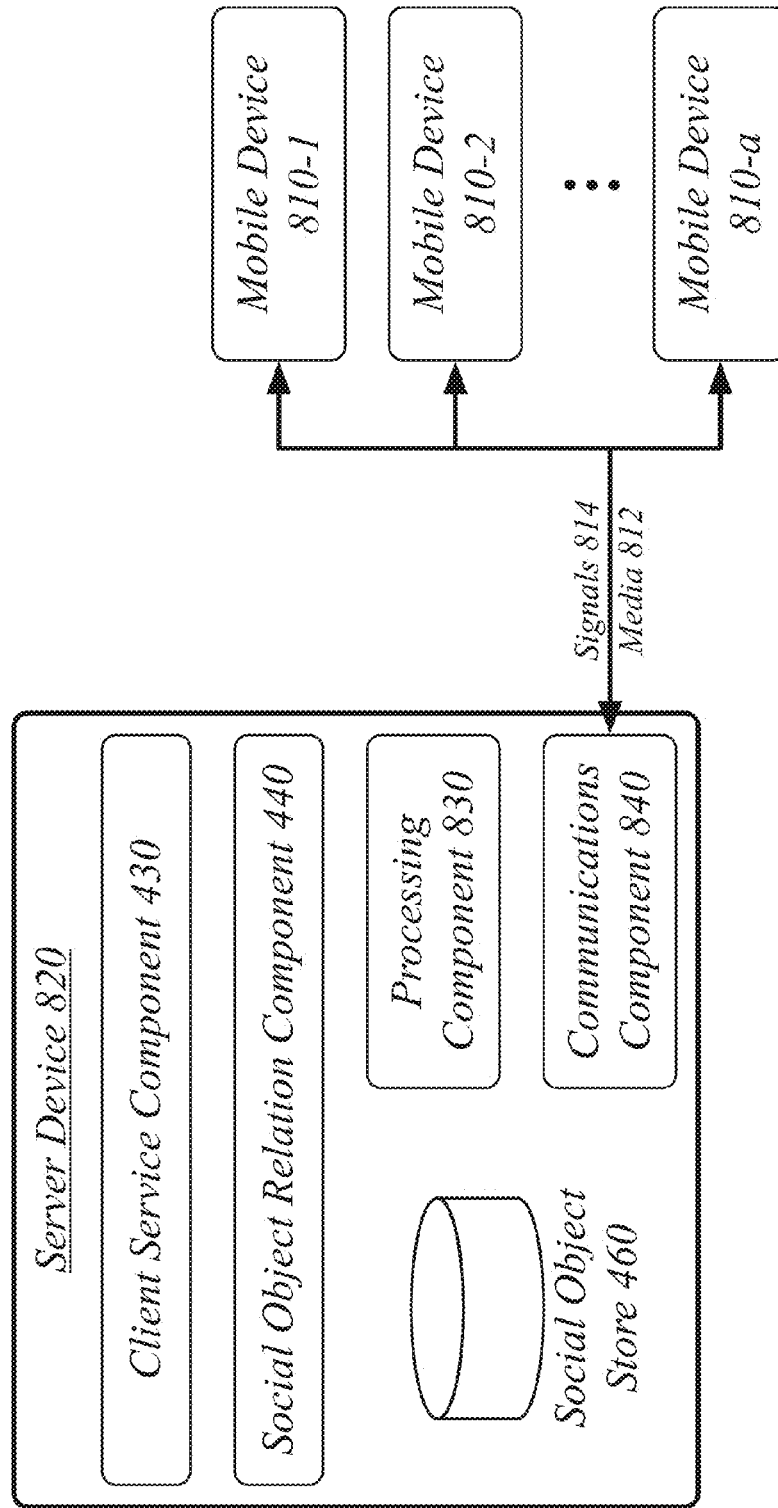 Server Device 820
Client Service Component 430
Social Object Relation Component 440
Social Object
Store 460
Processing
Component 830
Communications
Component 840
Signals 814
Media 812
Mobile Device
810-1
Mobile Device
810-2
Mobile Device
810-a